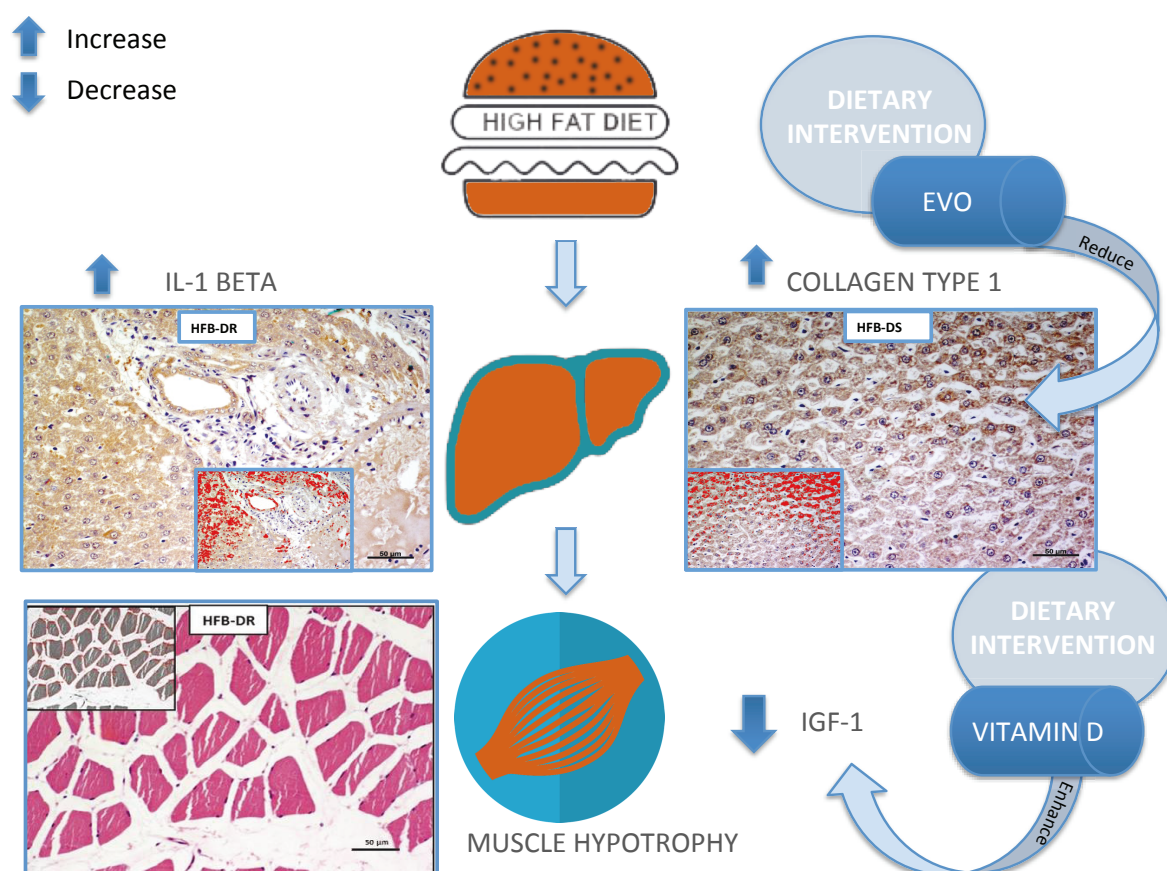 Increase
Decrease
HIGH FAT DIET
DIETARY
INTERVENTION
EVO
Reduce
IL-1 BETA
COLLAGEN TYPE 1
HFB-DR
50 µm
HFB-DS
50 µm
HFB-DR
50 µm
MUSCLE HYPOTROPHY
IGF-1
DIETARY
INTERVENTION
VITAMIN D
Enhance